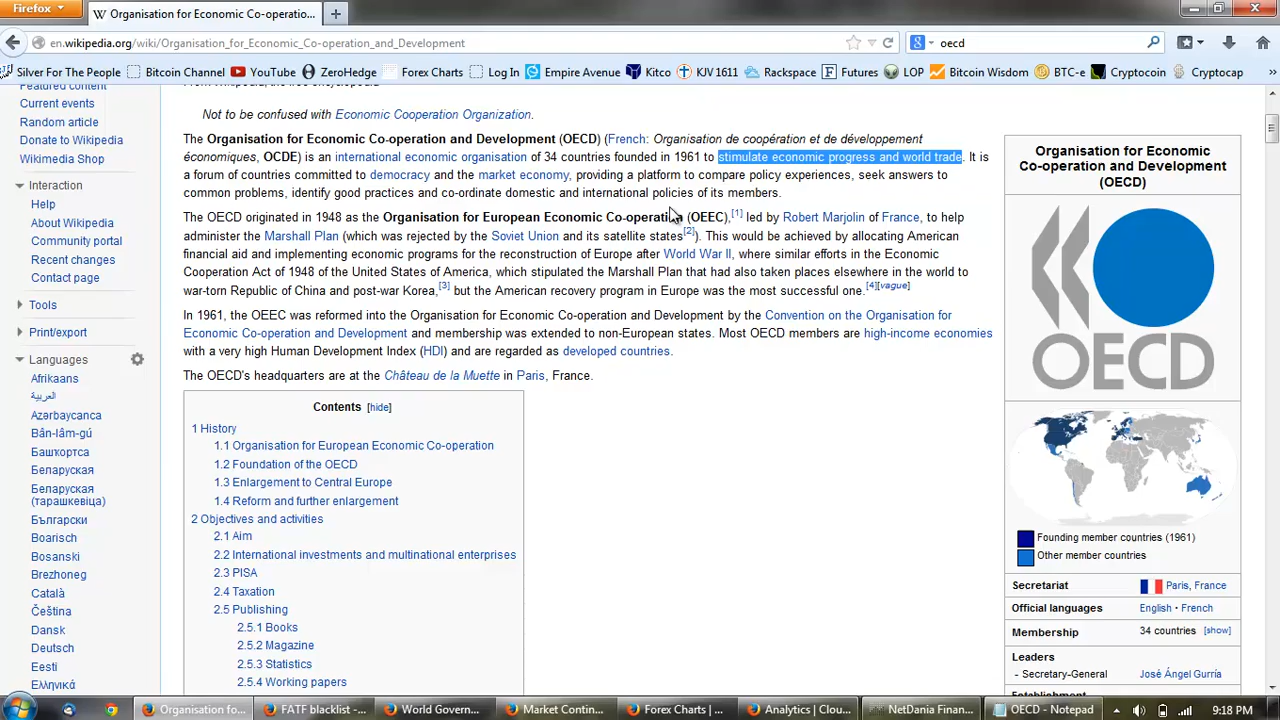 Firefox
Organisation for Economic Co-operatio...
en.wikipedia.org/wiki/Organisation_for_Economic_Co-operation_and_Development
oecd
Silver For The People
Bitcoin Channel
YouTube
ZeroHedge
Forex Charts
Log In
Empire Avenue
Kitco
KJV 1611
Rackspace
Futures
LOP
Bitcoin Wisdom
BTC-e
Cryptocoin
Cryptocap
Featured content
Current events
Random article
Donate to Wikipedia
Wikimedia Shop
Interaction
Help
About Wikipedia
Community portal
Recent changes
Contact page
Tools
Print/export
Languages
Afrikaans
العربية
Azərbaycanca
Bân-lâm-gú
Башҡортса
Беларуская
Беларуская
(тарашкевіца)
Български
Boarisch
Bosanski
Brezhoneg
Català
Čeština
Dansk
Deutsch
Eesti
Ελληνικά
From Wikipedia, the free encyclopedia
Not to be confused with Economic Cooperation Organization.
The Organisation for Economic Co-operation and Development (OECD) (French: Organisation de coopération et de développement
économiques, OCDE) is an international economic organisation of 34 countries founded in 1961 to stimulate economic progress and world trade. It is
a forum of countries committed to democracy and the market economy, providing a platform to compare policy experiences, seek answers to
common problems, identify good practices and co-ordinate domestic and international policies of its members.
The OECD originated in 1948 as the Organisation for European Economic Co-operation (OEEC),[1] led by Robert Marjolin of France, to help
administer the Marshall Plan (which was rejected by the Soviet Union and its satellite states[2]). This would be achieved by allocating American
financial aid and implementing economic programs for the reconstruction of Europe after World War II, where similar efforts in the Economic
Cooperation Act of 1948 of the United States of America, which stipulated the Marshall Plan that had also taken places elsewhere in the world to
war-torn Republic of China and post-war Korea,[3] but the American recovery program in Europe was the most successful one.[4][vague]
In 1961, the OEEC was reformed into the Organisation for Economic Co-operation and Development by the Convention on the Organisation for
Economic Co-operation and Development and membership was extended to non-European states. Most OECD members are high-income economies
with a very high Human Development Index (HDI) and are regarded as developed countries.
The OECD's headquarters are at the Château de la Muette in Paris, France.
Contents [hide]
1 History
1.1 Organisation for European Economic Co-operation
1.2 Foundation of the OECD
1.3 Enlargement to Central Europe
1.4 Reform and further enlargement
2 Objectives and activities
2.1 Aim
2.2 International investments and multinational enterprises
2.3 PISA
2.4 Taxation
2.5 Publishing
2.5.1 Books
2.5.2 Magazine
2.5.3 Statistics
2.5.4 Working papers
Organisation for Economic
Co-operation and Development
(OECD)
OECD
Founding member countries (1961)
Other member countries
Secretariat Paris, France
Official languages English · French
Membership 34 countries [show]
Leaders
- Secretary-General José Ángel Gurría
Establishment
Organisation fo...
FATF blacklist -...
World Govern...
Market Contin...
Forex Charts | ...
Analytics | Clou...
NetDania Finan...
OECD - Notepad
9:18 PM